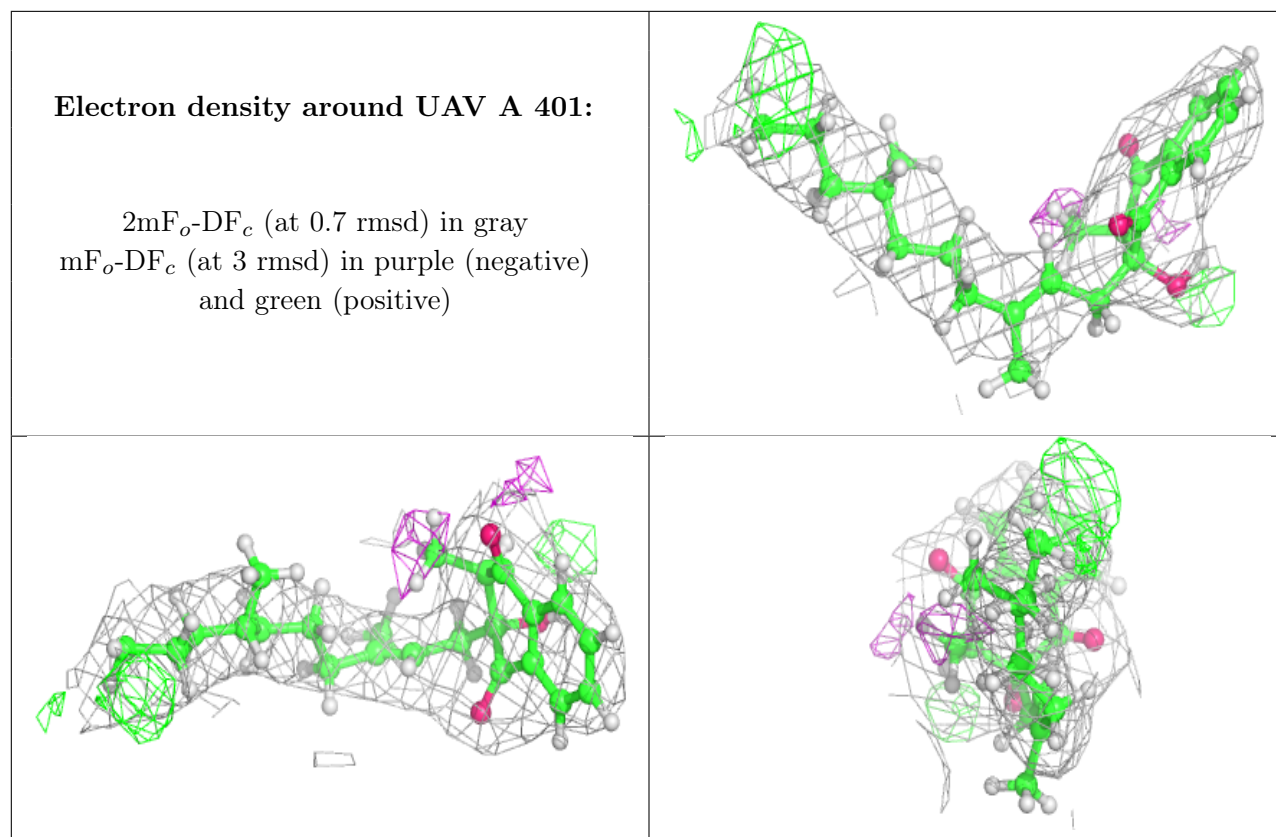 Electron density around UAV A 401:
2mFₒ-DF𝒸 (at 0.7 rmsd) in gray
mFₒ-DF𝒸 (at 3 rmsd) in purple (negative)
and green (positive)